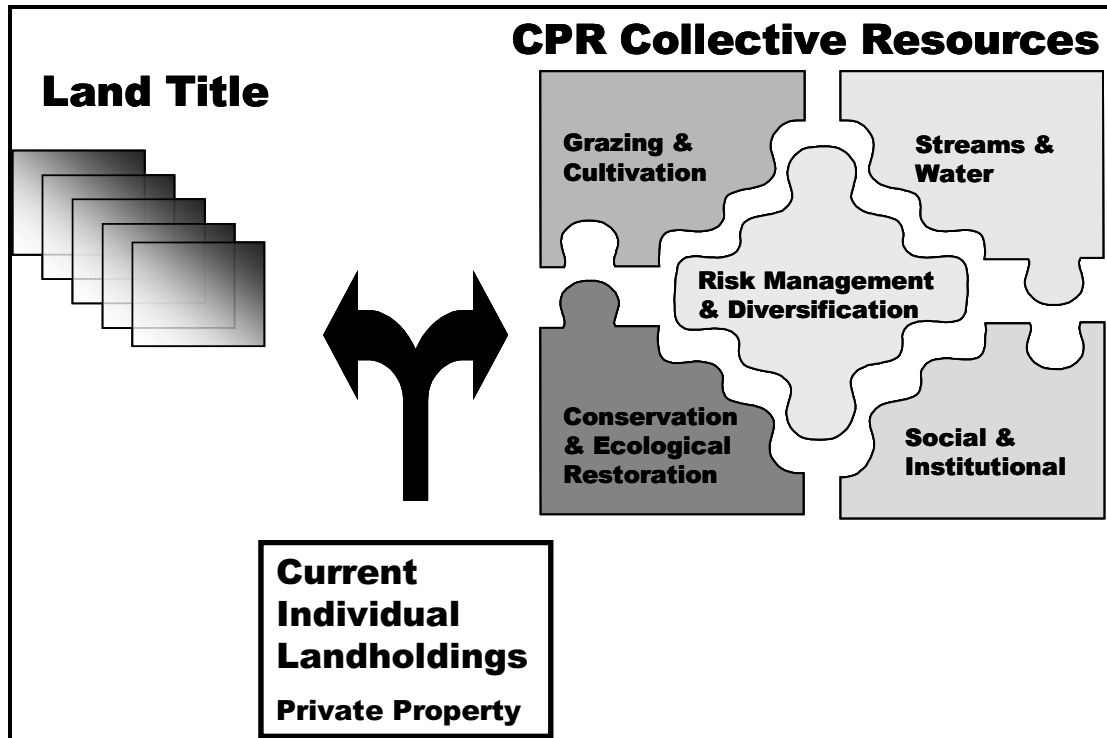 CPR Collective Resources
Land Title
Grazing &
Cultivation
Streams &
Water
Risk Management
& Diversification
Conservation
& Ecological
Restoration
Social &
Institutional
Current
Individual
Landholdings
Private Property